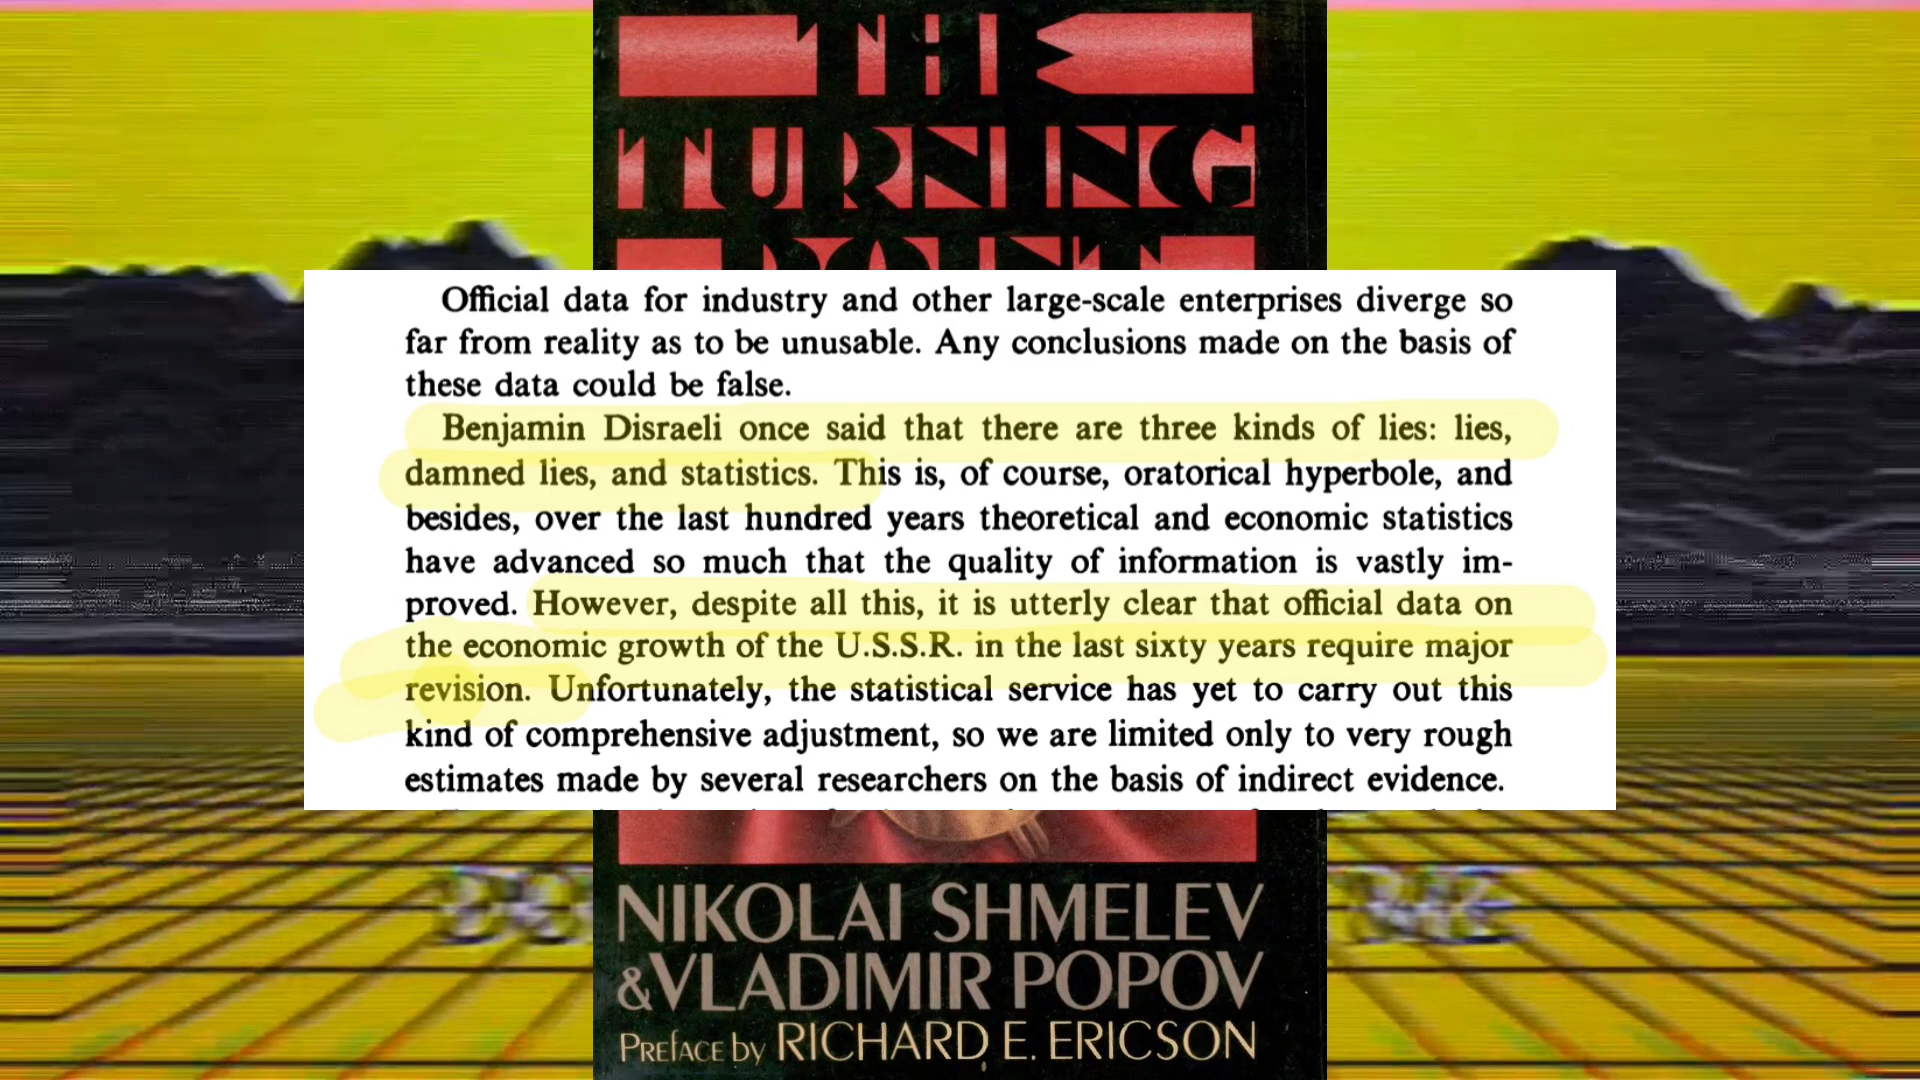 THE
TURNING
POINT
Official data for industry and other large-scale enterprises diverge so
far from reality as to be unusable. Any conclusions made on the basis of
these data could be false.
Benjamin Disraeli once said that there are three kinds of lies: lies,
damned lies, and statistics. This is, of course, oratorical hyperbole, and
besides, over the last hundred years theoretical and economic statistics
have advanced so much that the quality of information is vastly im-
proved. However, despite all this, it is utterly clear that official data on
the economic growth of the U.S.S.R. in the last sixty years require major
revision. Unfortunately, the statistical service has yet to carry out this
kind of comprehensive adjustment, so we are limited only to very rough
estimates made by several researchers on the basis of indirect evidence.
NIKOLAI SHMELEV
&VLADIMIR POPOV
PREfACE by RICHARD E. ERICSON